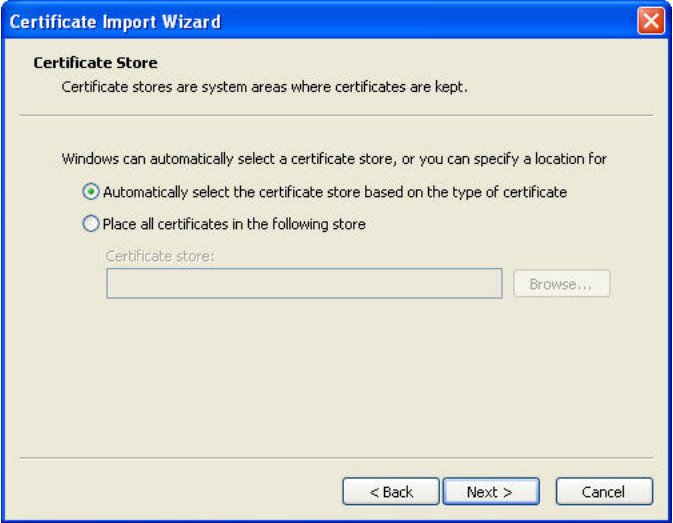 Certificate Import Wizard
Certificate Store
Certificate stores are system areas where certificates are kept.
Windows can automatically select a certificate store, or you can specify a location for
Automatically select the certificate store based on the type of certificate
Place all certificates in the following store
Certificate store:
Browse...
< Back Next > Cancel